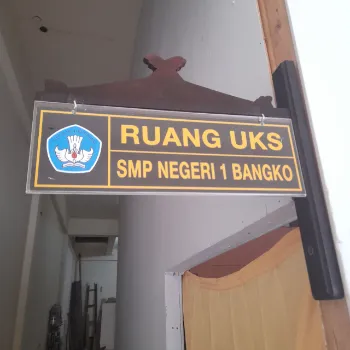 RUANG UKS
SMP NEGERI 1 BANGKO